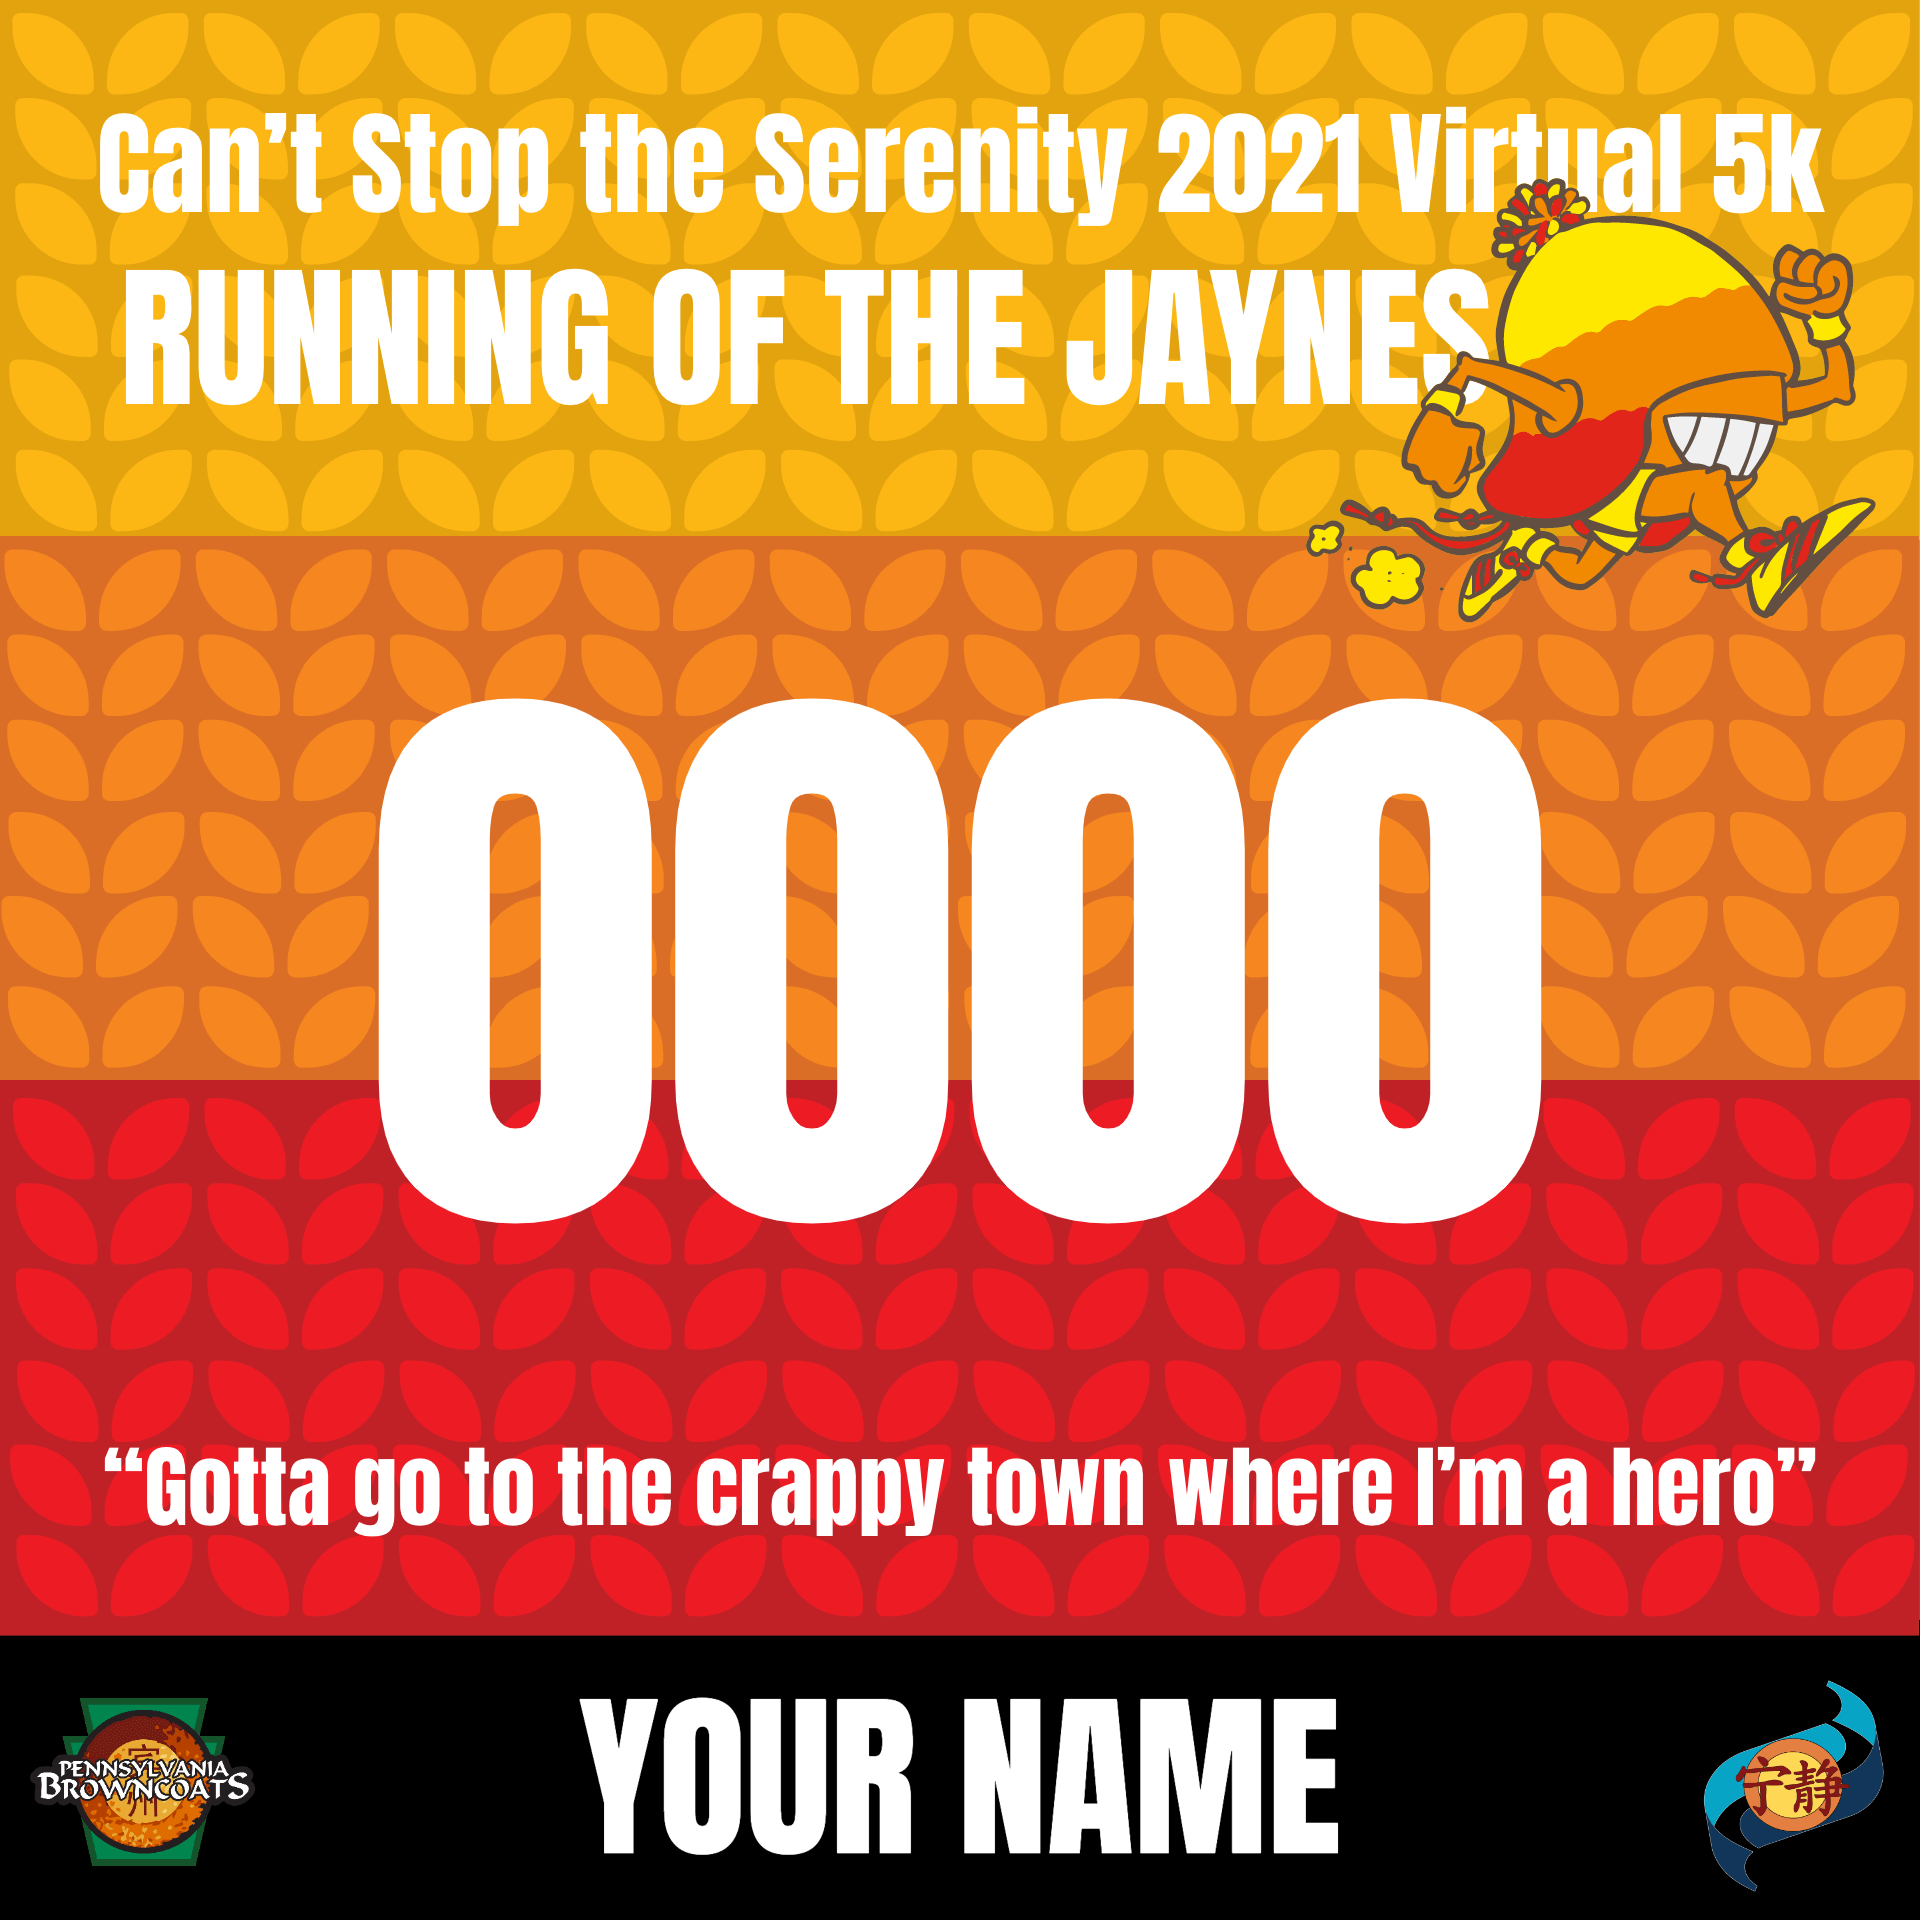 Can’t Stop the Serenity 2021 Virtual 5k
RUNNING OF THE JAYNES
0000
“Gotta go to the crappy town where I’m a hero”
YOUR NAME
PENNSYLVANIA
BROWNCOATS
宁静